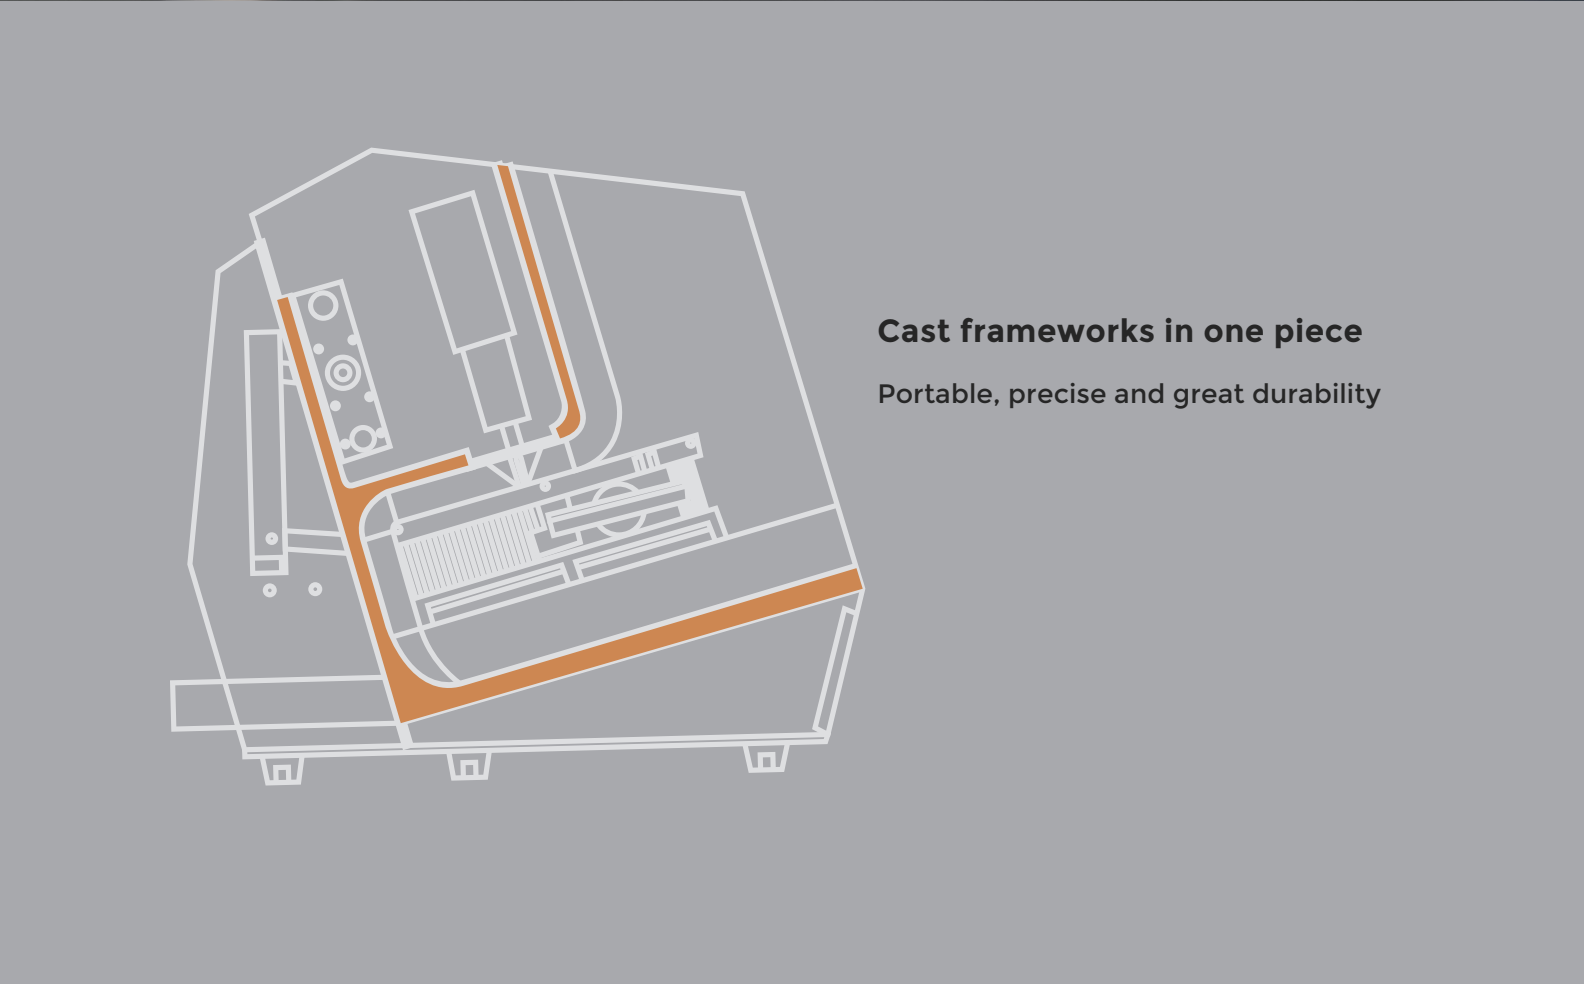 Cast frameworks in one piece
Portable, precise and great durability